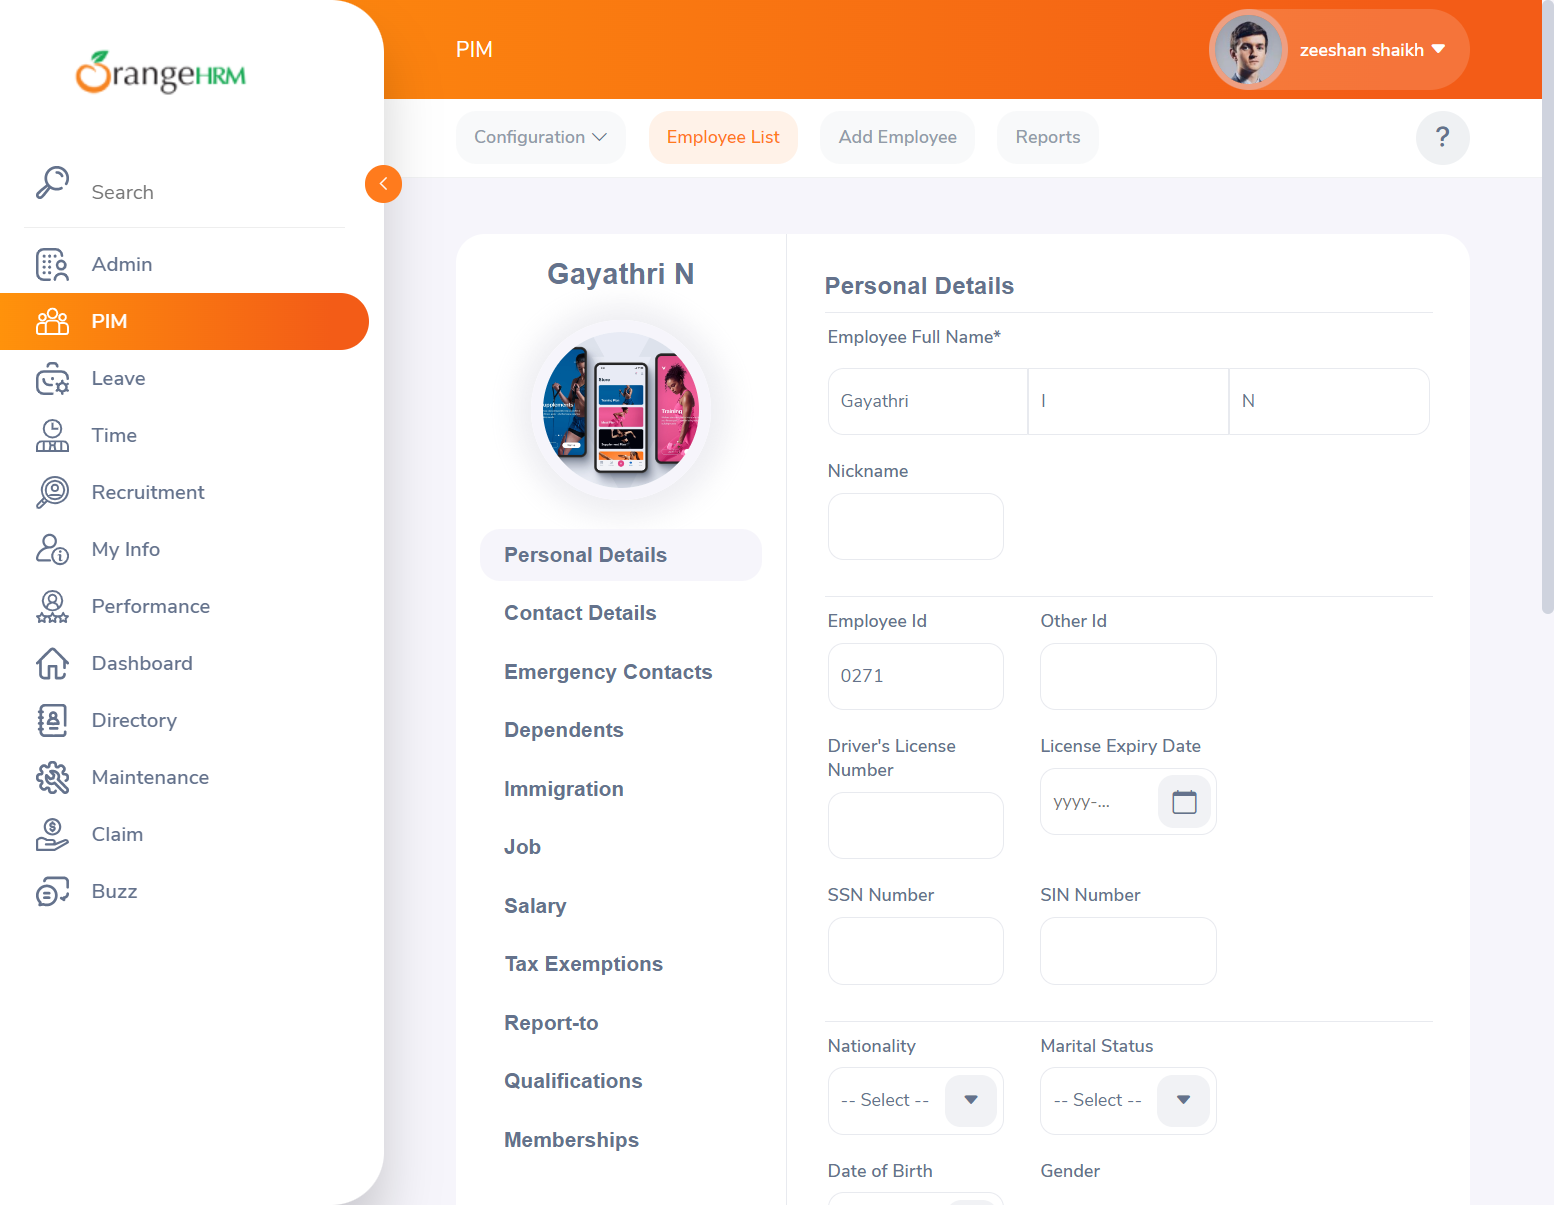 OrangeHRM
PIM
zeeshan shaikh
Configuration
Employee List
Add Employee
Reports
?
Search
Admin
PIM
Leave
Time
Recruitment
My Info
Performance
Dashboard
Directory
Maintenance
Claim
Buzz
Gayathri N
Personal Details
Contact Details
Emergency Contacts
Dependents
Immigration
Job
Salary
Tax Exemptions
Report-to
Qualifications
Memberships
Personal Details
Employee Full Name*
Gayathri I N
Nickname
Employee Id Other Id
0271
Driver's License
Number
License Expiry Date
yyyy-...
SSN Number SIN Number
Nationality Marital Status
-- Select -- -- Select --
Date of Birth Gender